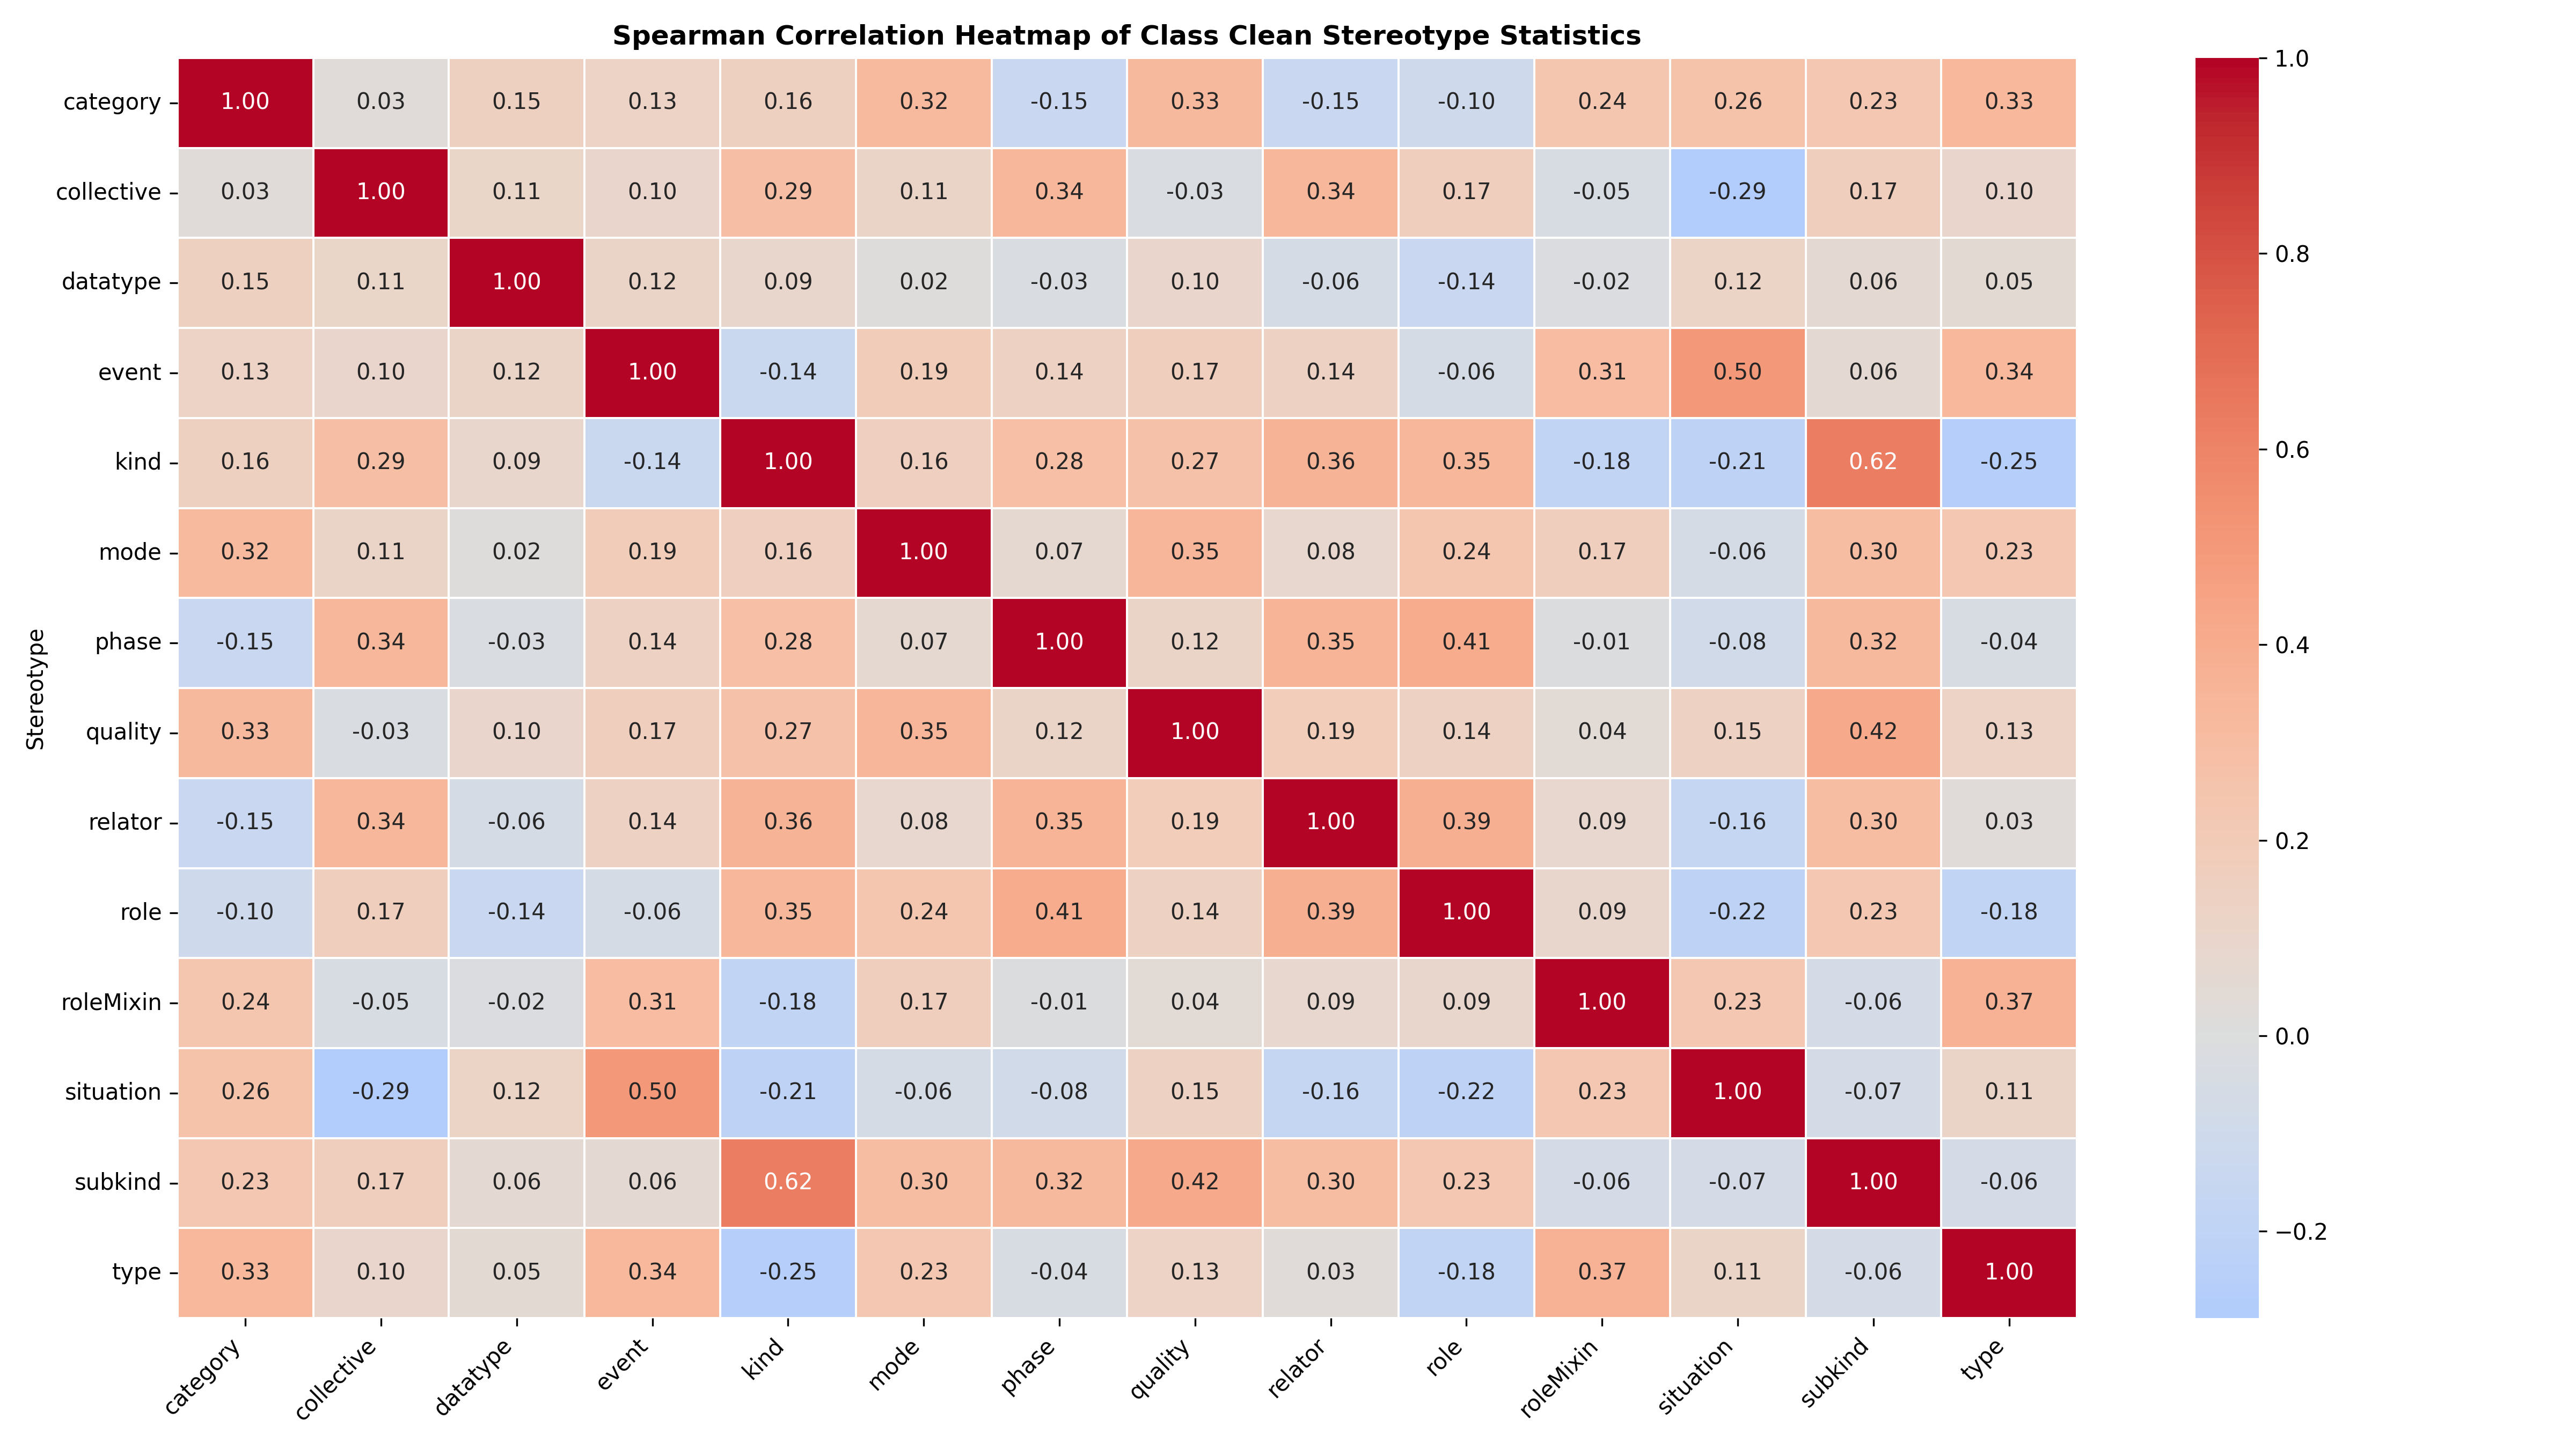 Spearman Correlation Heatmap of Class Clean Stereotype Statistics
Stereotype
category 1.00 0.03 0.15 0.13 0.16 0.32 -0.15 0.33 -0.15 -0.10 0.24 0.26 0.23 0.33
collective 0.03 1.00 0.11 0.10 0.29 0.11 0.34 -0.03 0.34 0.17 -0.05 -0.29 0.17 0.10
datatype 0.15 0.11 1.00 0.12 0.09 0.02 -0.03 0.10 -0.06 -0.14 -0.02 0.12 0.06 0.05
event 0.13 0.10 0.12 1.00 -0.14 0.19 0.14 0.17 0.14 -0.06 0.31 0.50 0.06 0.34
kind 0.16 0.29 0.09 -0.14 1.00 0.16 0.28 0.27 0.36 0.35 -0.18 -0.21 0.62 -0.25
mode 0.32 0.11 0.02 0.19 0.16 1.00 0.07 0.35 0.08 0.24 0.17 -0.06 0.30 0.23
phase -0.15 0.34 -0.03 0.14 0.28 0.07 1.00 0.12 0.35 0.41 -0.01 -0.08 0.32 -0.04
quality 0.33 -0.03 0.10 0.17 0.27 0.35 0.12 1.00 0.19 0.14 0.04 0.15 0.42 0.13
relator -0.15 0.34 -0.06 0.14 0.36 0.08 0.35 0.19 1.00 0.39 0.09 -0.16 0.30 0.03
role -0.10 0.17 -0.14 -0.06 0.35 0.24 0.41 0.14 0.39 1.00 0.09 -0.22 0.23 -0.18
roleMixin 0.24 -0.05 -0.02 0.31 -0.18 0.17 -0.01 0.04 0.09 0.09 1.00 0.23 -0.06 0.37
situation 0.26 -0.29 0.12 0.50 -0.21 -0.06 -0.08 0.15 -0.16 -0.22 0.23 1.00 -0.07 0.11
subkind 0.23 0.17 0.06 0.06 0.62 0.30 0.32 0.42 0.30 0.23 -0.06 -0.07 1.00 -0.06
type 0.33 0.10 0.05 0.34 -0.25 0.23 -0.04 0.13 0.03 -0.18 0.37 0.11 -0.06 1.00
category collective datatype event kind mode phase quality relator role roleMixin situation subkind type
1.0
0.8
0.6
0.4
0.2
0.0
−0.2